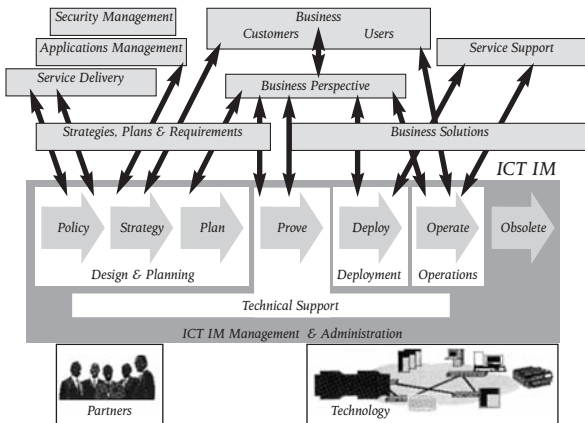 Security Management
Business
Customers Users
Applications Management
Service Support
Service Delivery
Business Perspective
Strategies, Plans & Requirements
Business Solutions
ICT IM
Policy
Strategy
Plan
Prove
Deploy
Operate
Obsolete
Design & Planning
Deployment
Operations
Technical Support
ICT IM Management & Administration
Partners
Technology